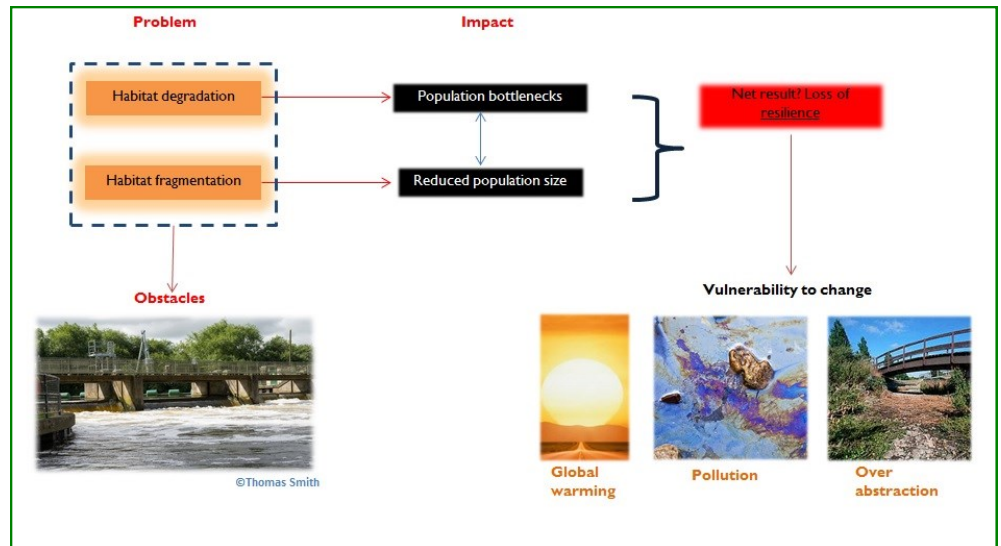 Problem
Impact
Habitat degradation
Population bottlenecks
Net result? Loss of
resilience
Habitat fragmentation
Reduced population size
Obstacles
Vulnerability to change
©Thomas Smith
Global
warming
Pollution
Over
abstraction